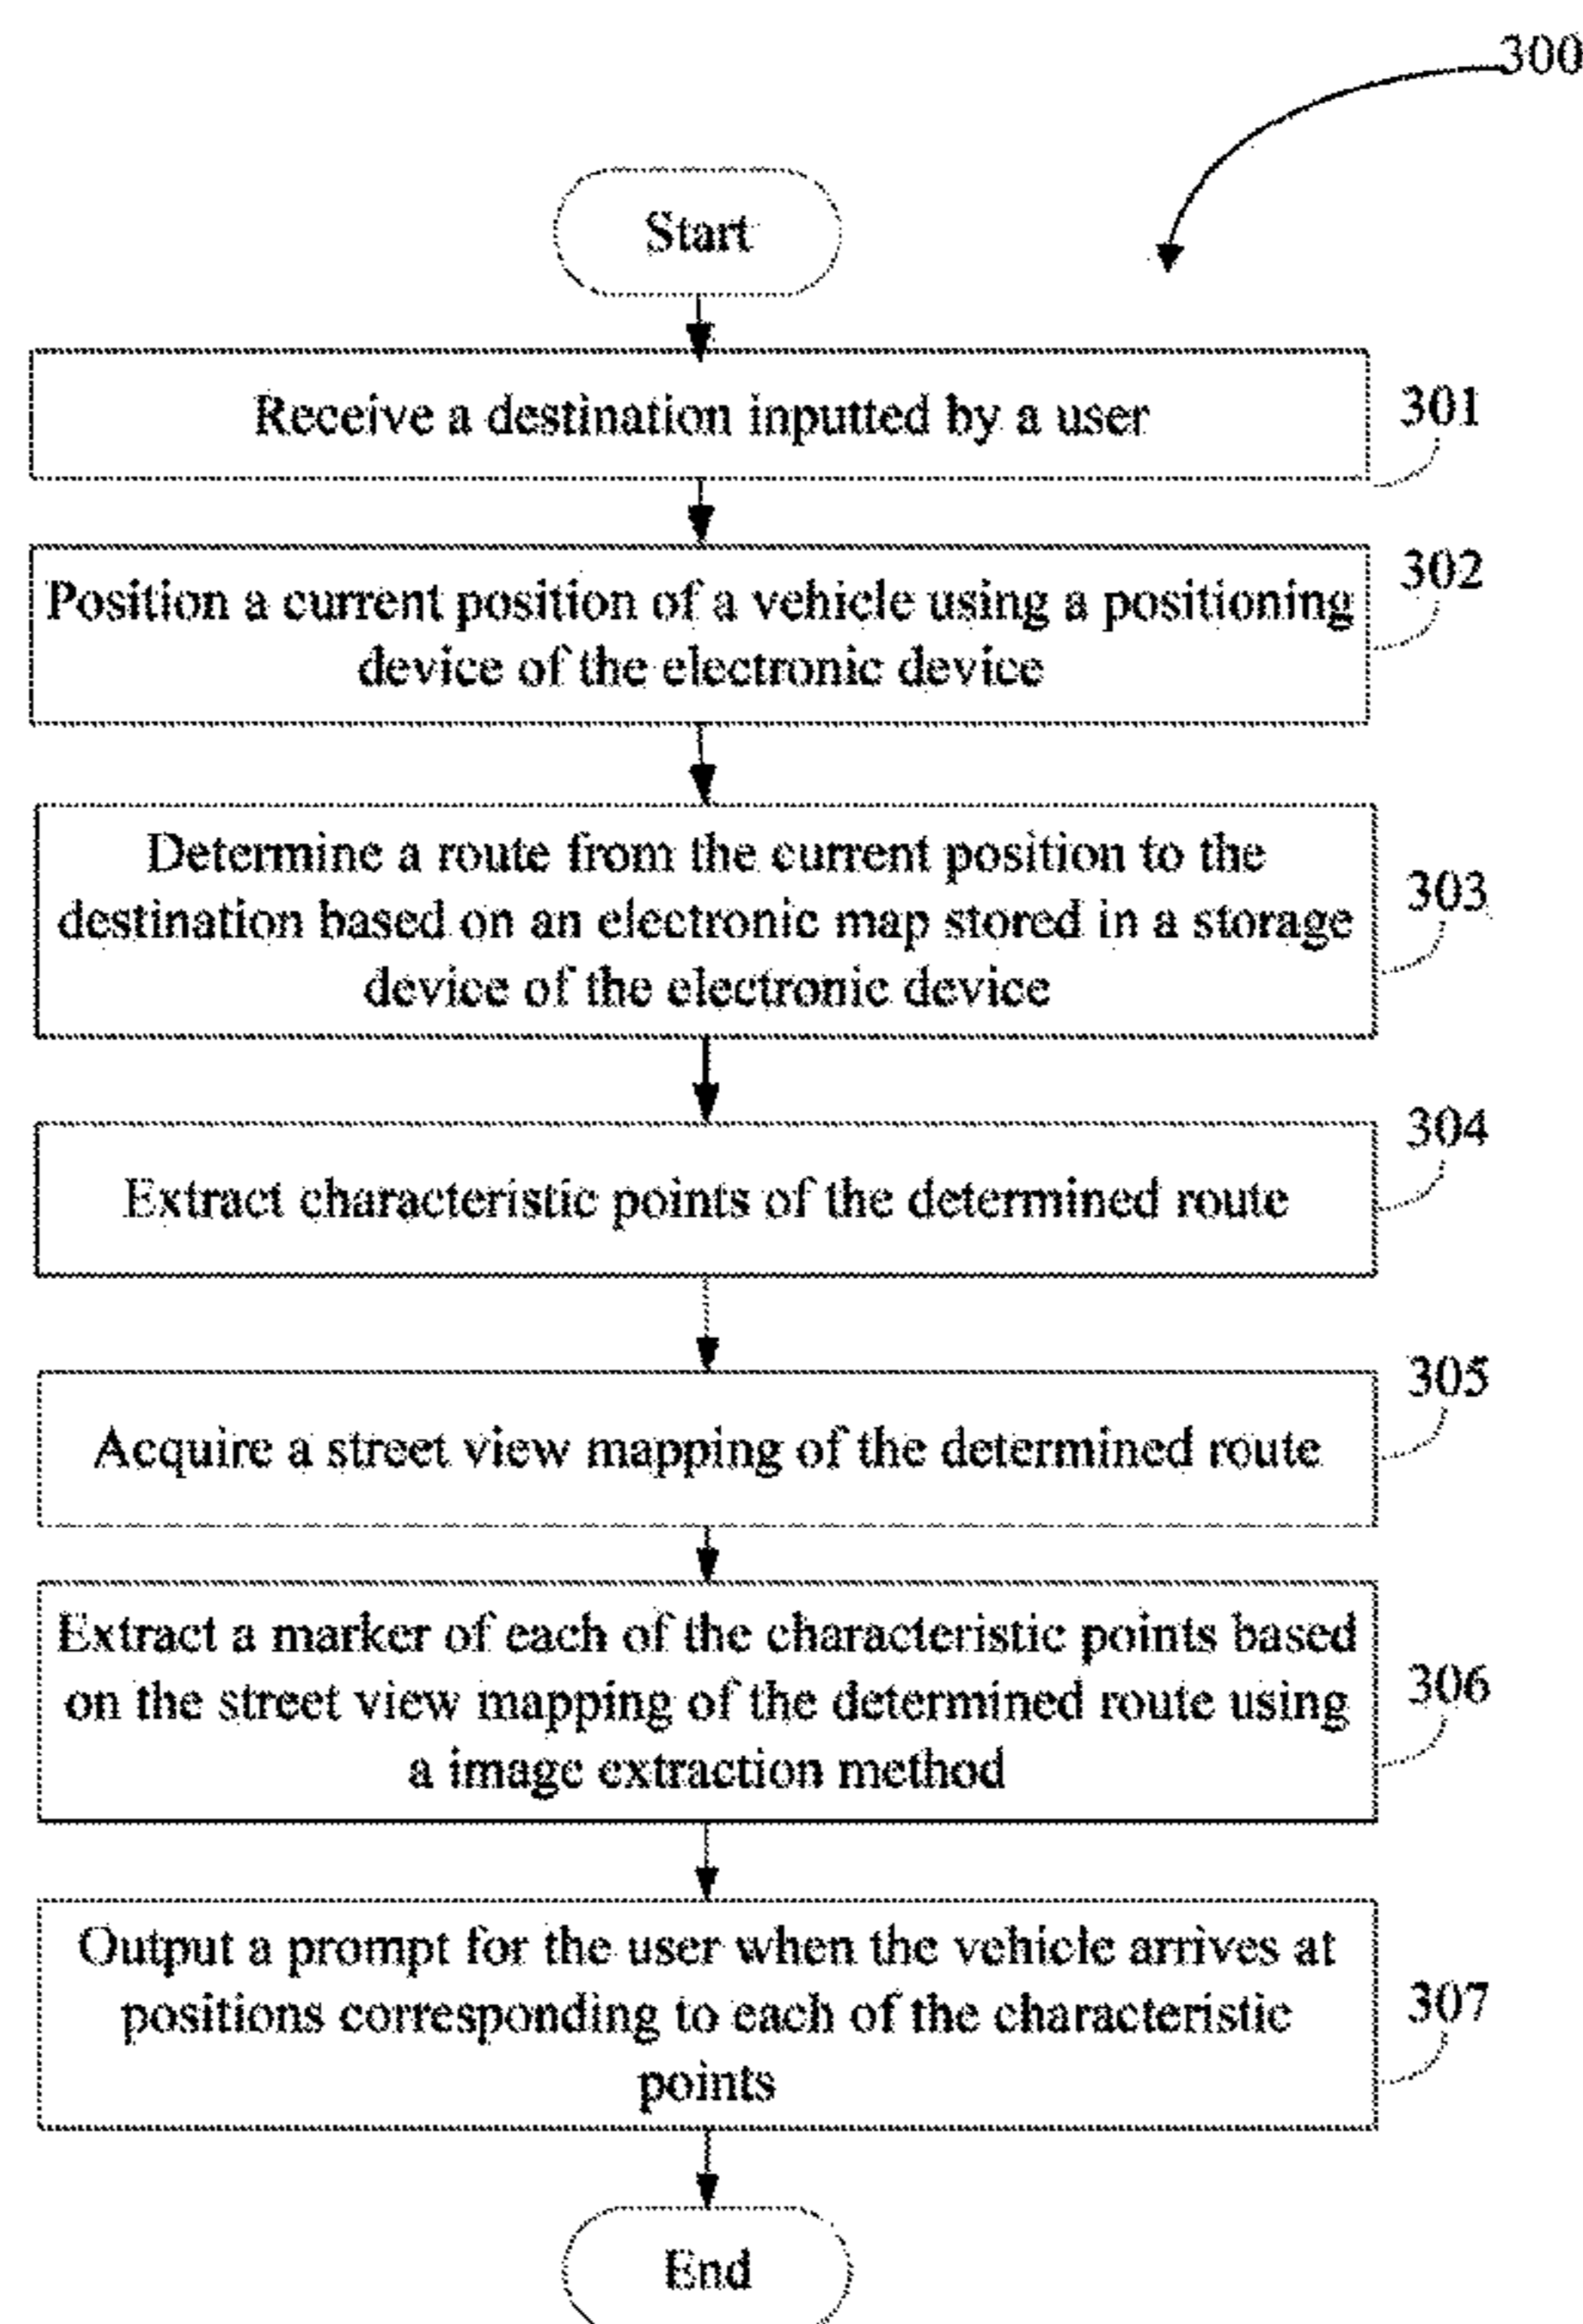 300
Start
Receive a destination inputted by a user
301
Position a current position of a vehicle using a positioning
device of the electronic device
302
Determine a route from the current position to the
destination based on an electronic map stored in a storage
device of the electronic device
303
Extract characteristic points of the determined route
304
Acquire a street view mapping of the determined route
305
Extract a marker of each of the characteristic points based
on the street view mapping of the determined route using
a image extraction method
306
Output a prompt for the user when the vehicle arrives at
positions corresponding to each of the characteristic
points
307
End